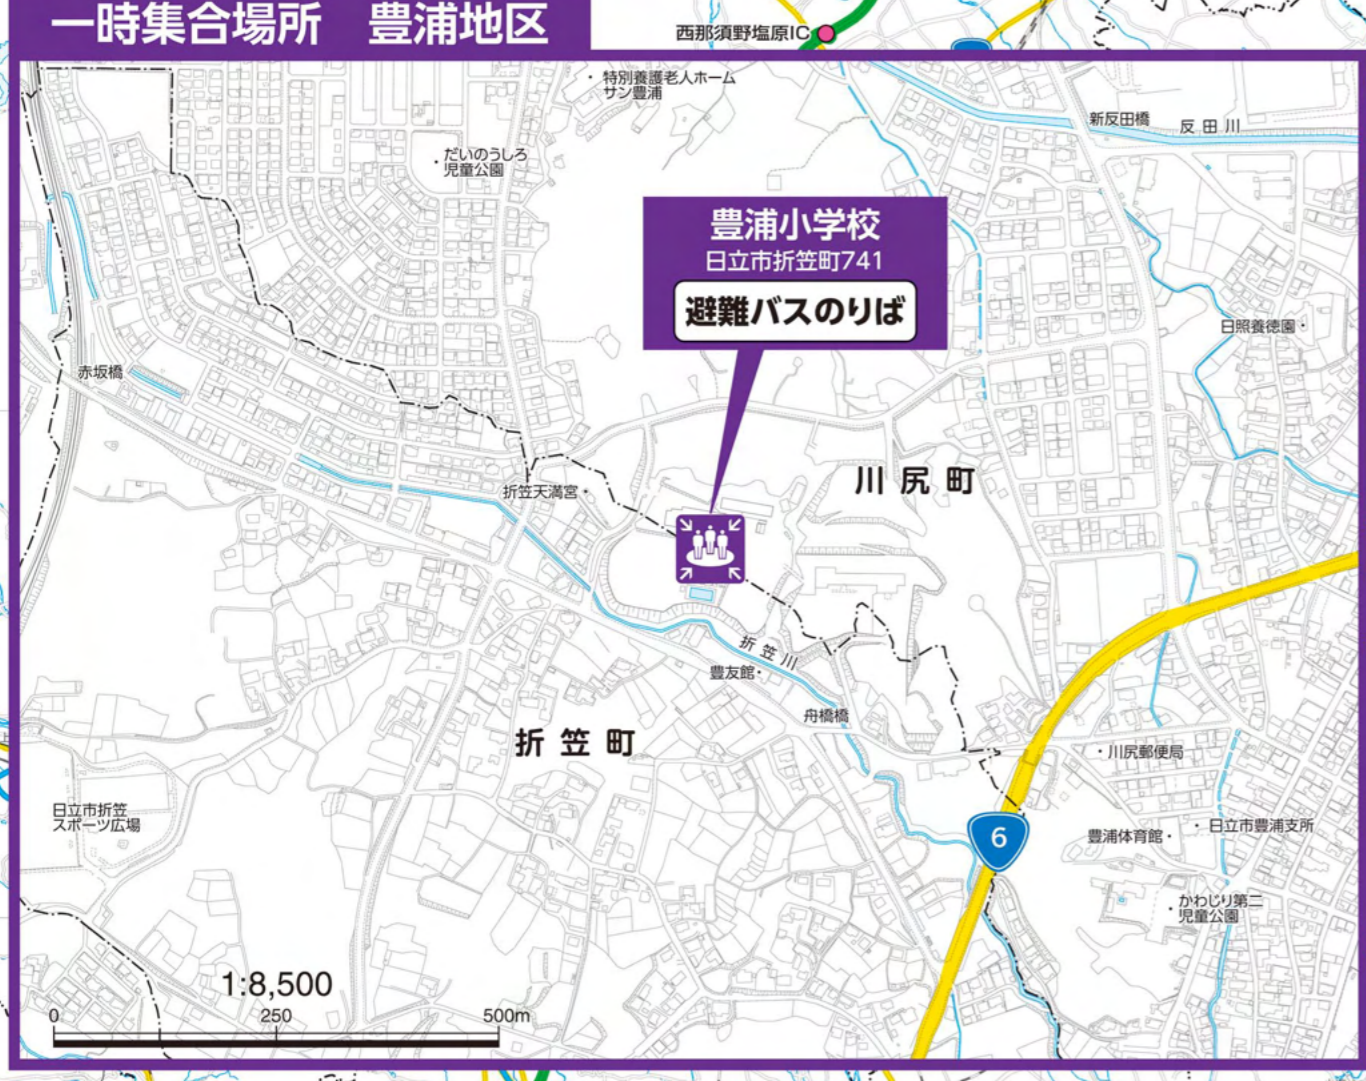 一時集合場所　豊浦地区
西那須野塩原IC
特別養護老人ホーム
サン豊浦
新反田橋
反田川
だいのうしろ
児童公園
豊浦小学校
日立市折笠町741
避難バスのりば
日照養徳園
赤坂橋
川尻町
折笠天満宮
折笠川
豊友館
舟橋橋
折笠町
川尻郵便局
日立市折笠
スポーツ広場
6
豊浦体育館
日立市豊浦支所
かわじり第二
児童公園
1:8,500
0 250 500m